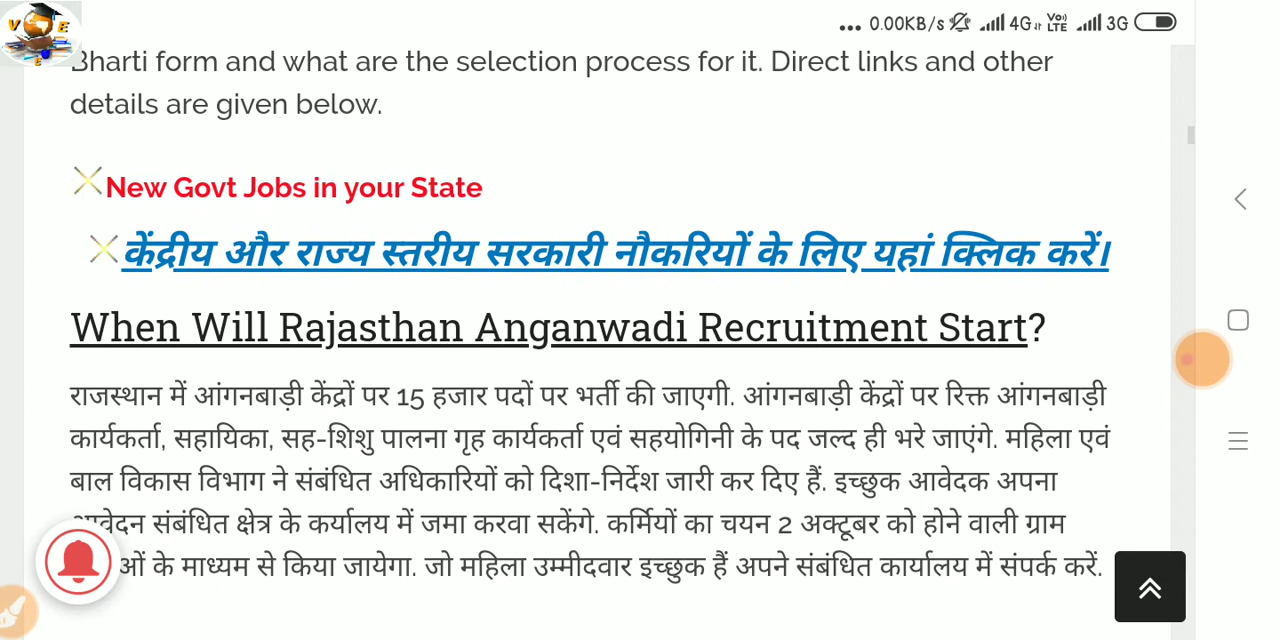 V E
E
... 0.00KB/s 4G Vo) LTE 3G
Bharti form and what are the selection process for it. Direct links and other
details are given below.
New Govt Jobs in your State
केंद्रीय और राज्य स्तरीय सरकारी नौकरियों के लिए यहां क्लिक करें।
When Will Rajasthan Anganwadi Recruitment Start?
राजस्थान में आंगनबाड़ी केंद्रों पर 15 हजार पदों पर भर्ती की जाएगी. आंगनबाड़ी केंद्रों पर रिक्त आंगनबाड़ी
कार्यकर्ता, सहायिका, सह-शिशु पालना गृह कार्यकर्ता एवं सहयोगिनी के पद जल्द ही भरे जाएंगे. महिला एवं
बाल विकास विभाग ने संबंधित अधिकारियों को दिशा-निर्देश जारी कर दिए हैं. इच्छुक आवेदक अपना
आवेदन संबंधित क्षेत्र के कर्यालय में जमा करवा सकेंगे. कर्मियों का चयन 2 अक्टूबर को होने वाली ग्राम
ओं के माध्यम से किया जायेगा. जो महिला उम्मीदवार इच्छुक हैं अपने संबंधित कार्यालय में संपर्क करें.